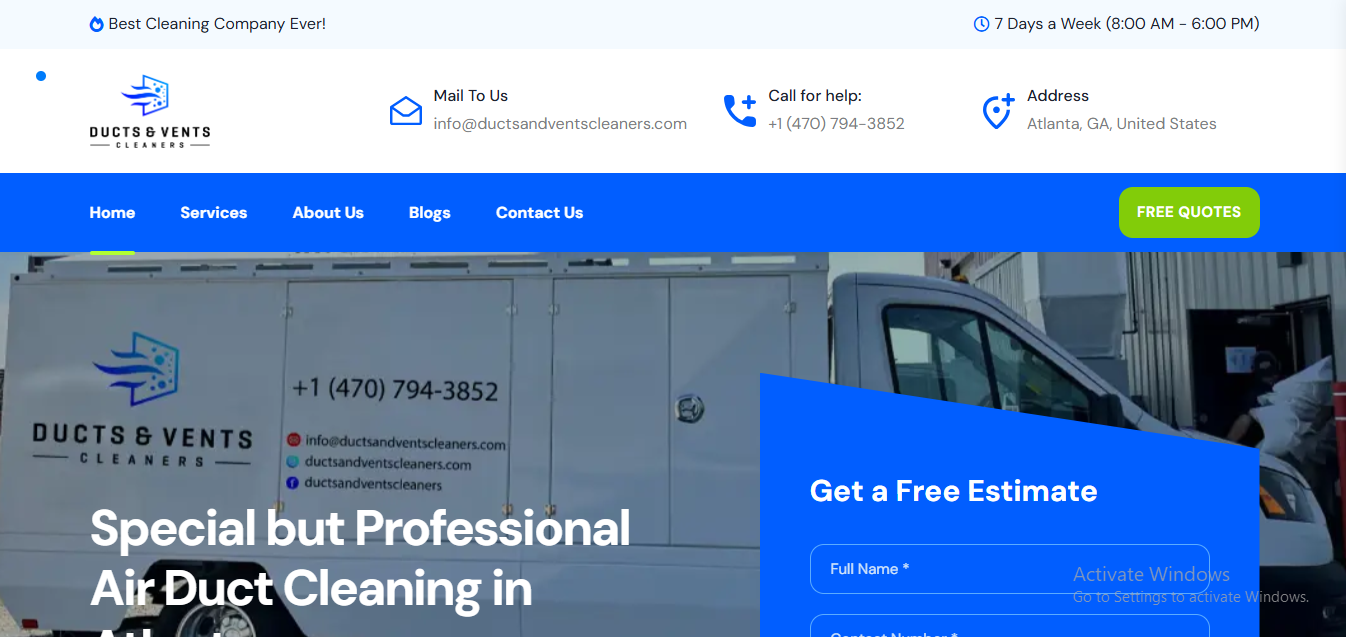 Best Cleaning Company Ever!
7 Days a Week (8:00 AM - 6:00 PM)
DUCTS & VENTS
CLEANERS
Mail To Us
info@ductsandventscleaners.com
Call for help:
+1 (470) 794-3852
Address
Atlanta, GA, United States
Home
Services
About Us
Blogs
Contact Us
FREE QUOTES
DUCTS & VENTS
CLEANERS
+1 (470) 794-3852
info@ductsandventscleaners.com
ductsandventscleaners.com
ductsandventscleaners
Special but Professional
Air Duct Cleaning in
Get a Free Estimate
Full Name *
Contact Number *
Activate Windows
Go to Settings to activate Windows.